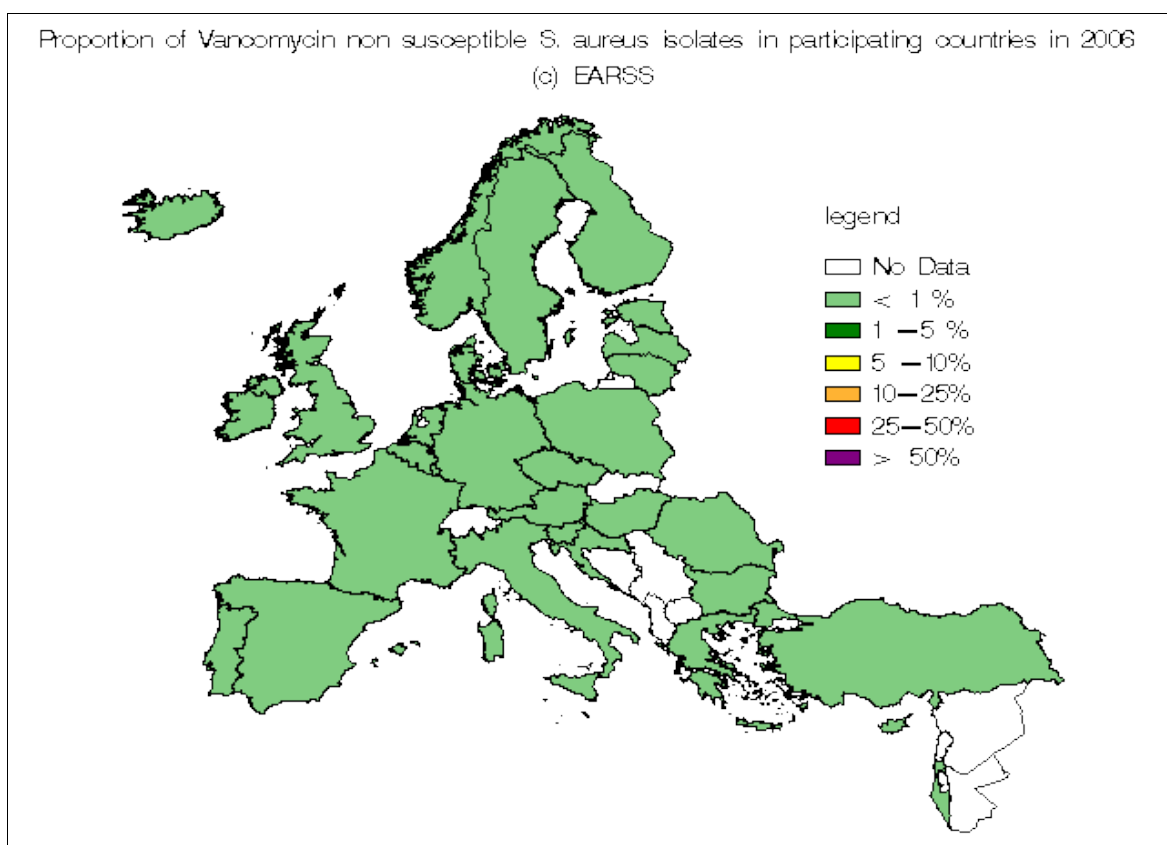 Proportion of Vancomycin non susceptible S. aureus isolates in participating countries in 2006
(c) EARSS
legend
No Data
< 1 %
1 –5 %
5 –10%
10–25%
25–50%
> 50%